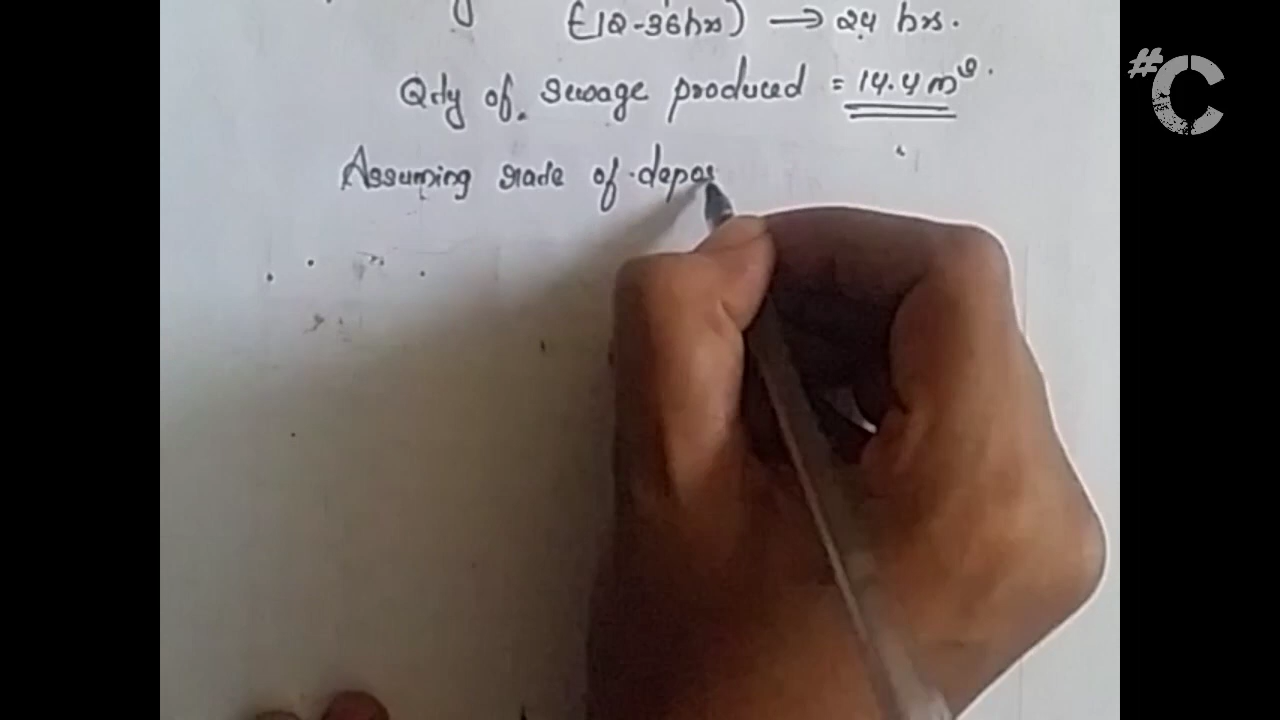 (12-36hrs) → 24 hrs.
Qty of sewage produced = 14.4 m³.
Assuming rate of depos
#C